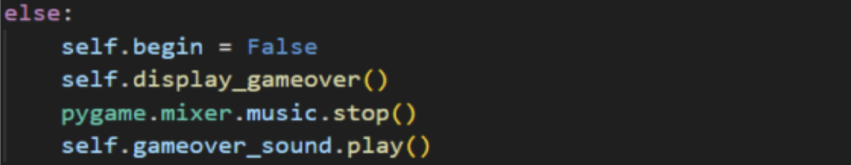 else:
    self.begin = False
    self.display_gameover()
    pygame.mixer.music.stop()
    self.gameover_sound.play()